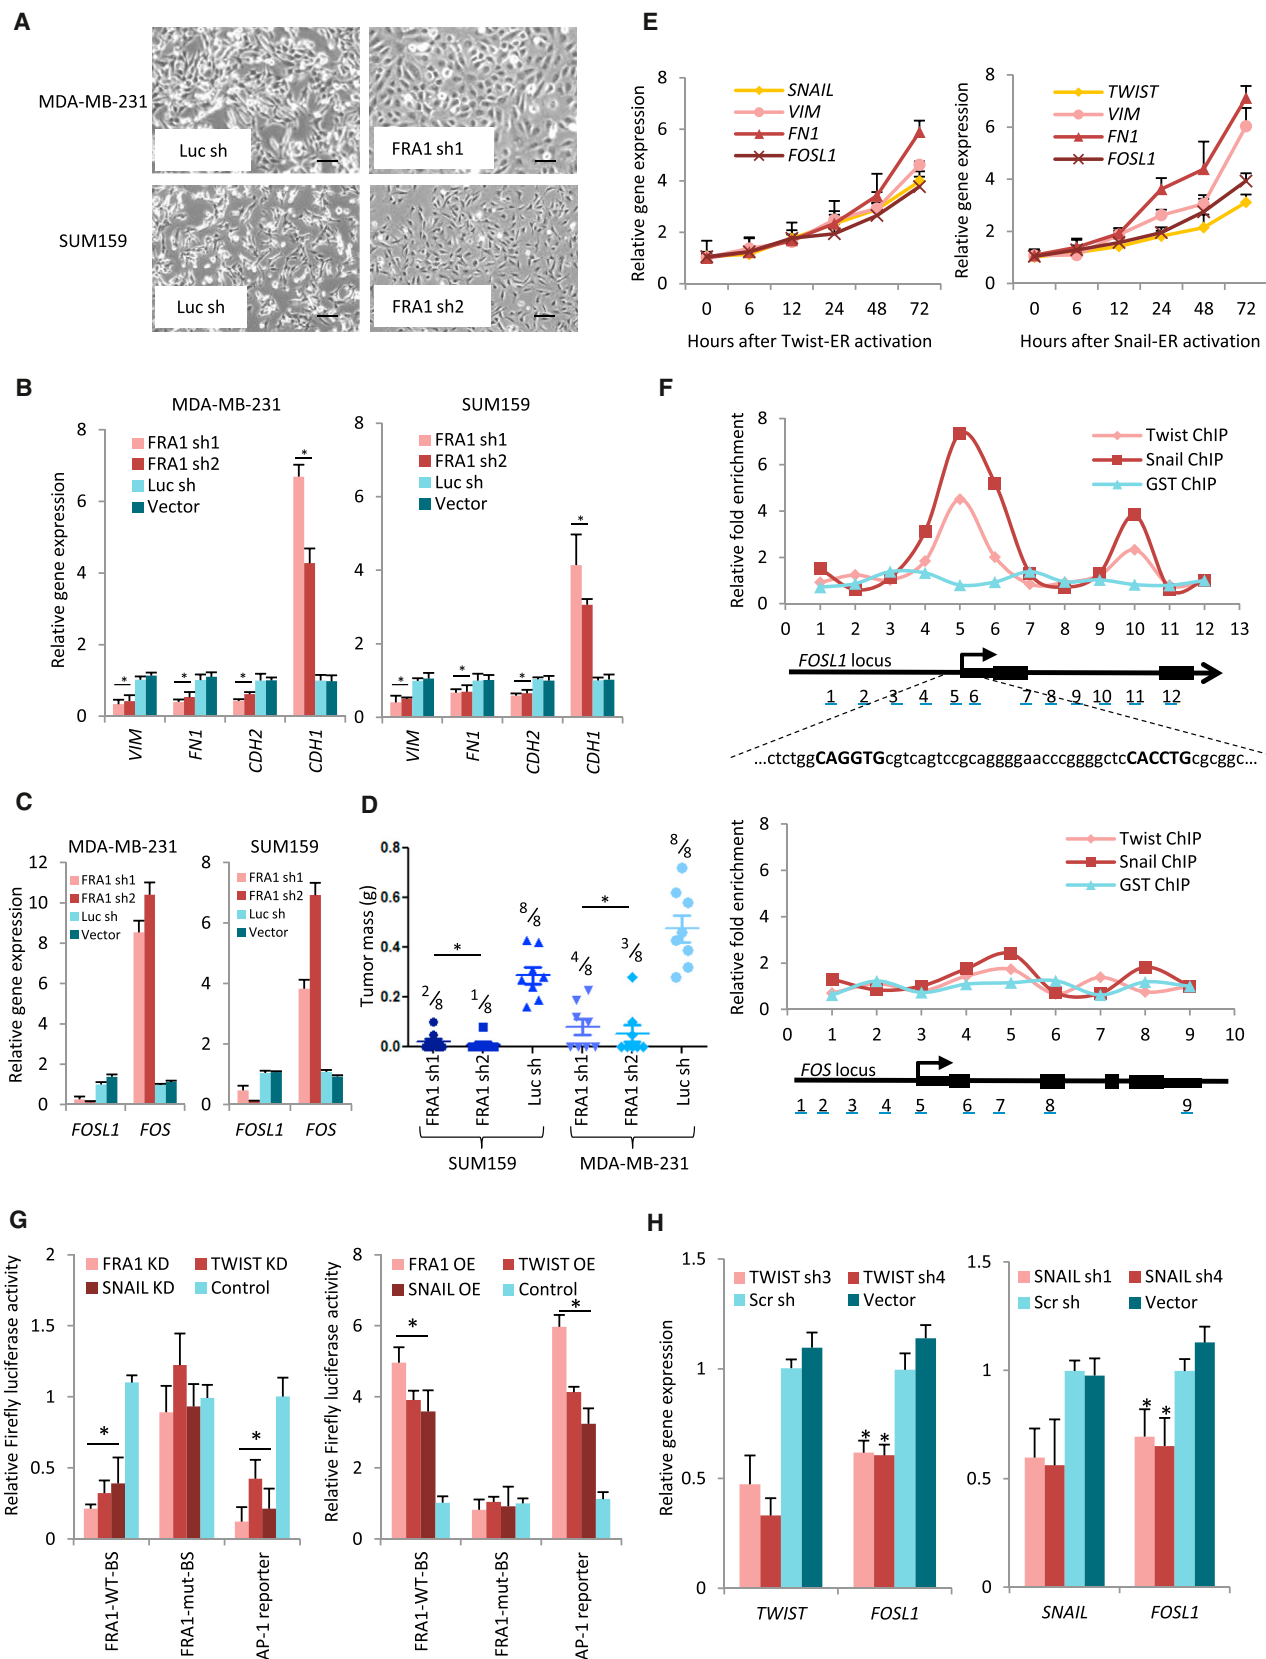 A
MDA-MB-231
Luc sh
FRA1 sh1
SUM159
Luc sh
FRA1 sh2
B
MDA-MB-231
Relative gene expression
8
6
4
2
0
FRA1 sh1
FRA1 sh2
Luc sh
Vector
*
*
*
*
VIM
FN1
CDH2
CDH1
SUM159
8
6
4
2
0
FRA1 sh1
FRA1 sh2
Luc sh
Vector
*
*
*
*
VIM
FN1
CDH2
CDH1
C
MDA-MB-231
Relative gene expression
12
10
8
6
4
2
0
FRA1 sh1
FRA1 sh2
Luc sh
Vector
FOSL1
FOS
SUM159
8
6
4
2
0
FRA1 sh1
FRA1 sh2
Luc sh
Vector
FOSL1
FOS
D
Tumor mass (g)
0.8
0.6
0.4
0.2
0.0
2/8
*
1/8
8/8
4/8
*
3/8
8/8
FRA1 sh1
FRA1 sh2
Luc sh
FRA1 sh1
FRA1 sh2
Luc sh
SUM159
MDA-MB-231
E
Relative gene expression
8
6
4
2
0
SNAIL
VIM
FN1
FOSL1
0 6 12 24 48 72
Hours after Twist-ER activation
Relative gene expression
8
6
4
2
0
TWIST
VIM
FN1
FOSL1
0 6 12 24 48 72
Hours after Snail-ER activation
F
Relative fold enrichment
8
6
4
2
0
Twist ChIP
Snail ChIP
GST ChIP
0 1 2 3 4 5 6 7 8 9 10 11 12 13
FOSL1 locus
1 2 3 4 5 6 7 8 9 10 11 12
...ctctggCAGGTGcgtcagtccgcaggggaacccggggctcCACCTGcgcggc...
Relative fold enrichment
8
6
4
2
0
Twist ChIP
Snail ChIP
GST ChIP
0 1 2 3 4 5 6 7 8 9 10
FOS locus
1 2 3 4 5 6 7 8 9
G
Relative Firefly luciferase activity
2
1.5
1
0.5
0
FRA1 KD
TWIST KD
SNAIL KD
Control
*
*
FRA1-WT-BS
FRA1-mut-BS
AP-1 reporter
Relative Firefly luciferase activity
8
6
4
2
0
FRA1 OE
TWIST OE
SNAIL OE
Control
*
*
FRA1-WT-BS
FRA1-mut-BS
AP-1 reporter
H
Relative gene expression
1.5
1
0.5
0
TWIST sh3
TWIST sh4
Scr sh
Vector
* *
TWIST
FOSL1
1.5
1
0.5
0
SNAIL sh1
SNAIL sh4
Scr sh
Vector
* *
SNAIL
FOSL1